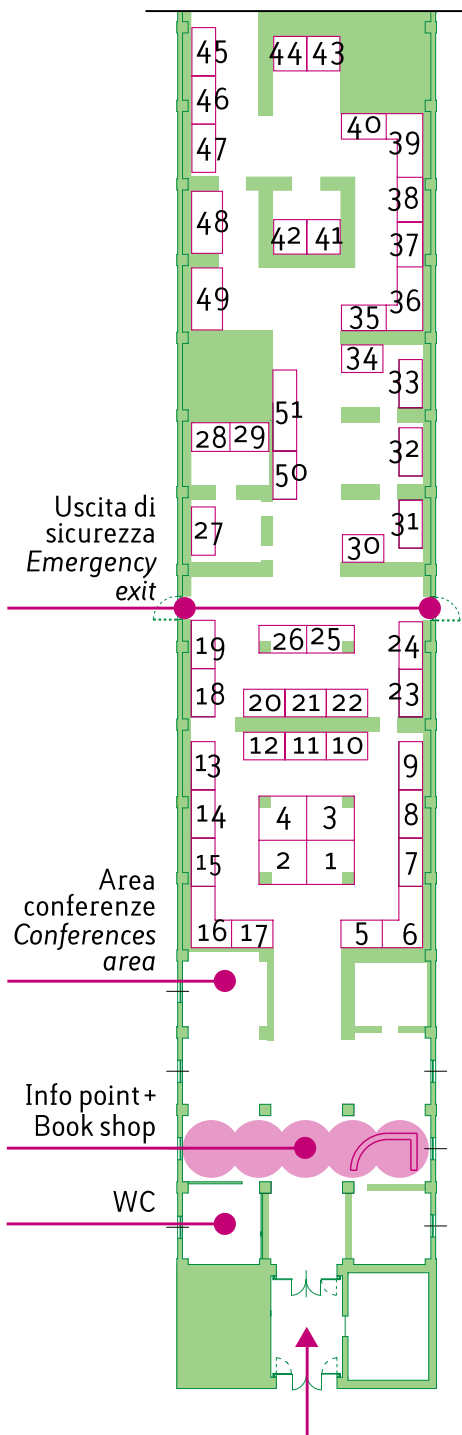 45
44 43
46
40
39
47
38
48
42 41
37
49
36
35
34
33
51
28 29
32
50
27
31
30
Uscita di
sicurezza
Emergency
exit
19
26 25
24
18
23
20 21 22
12 11 10
13
9
14
4 3
8
15
2 1
7
16 17
5 6
Area
conferenze
Conferences
area
Info point +
Book shop
WC